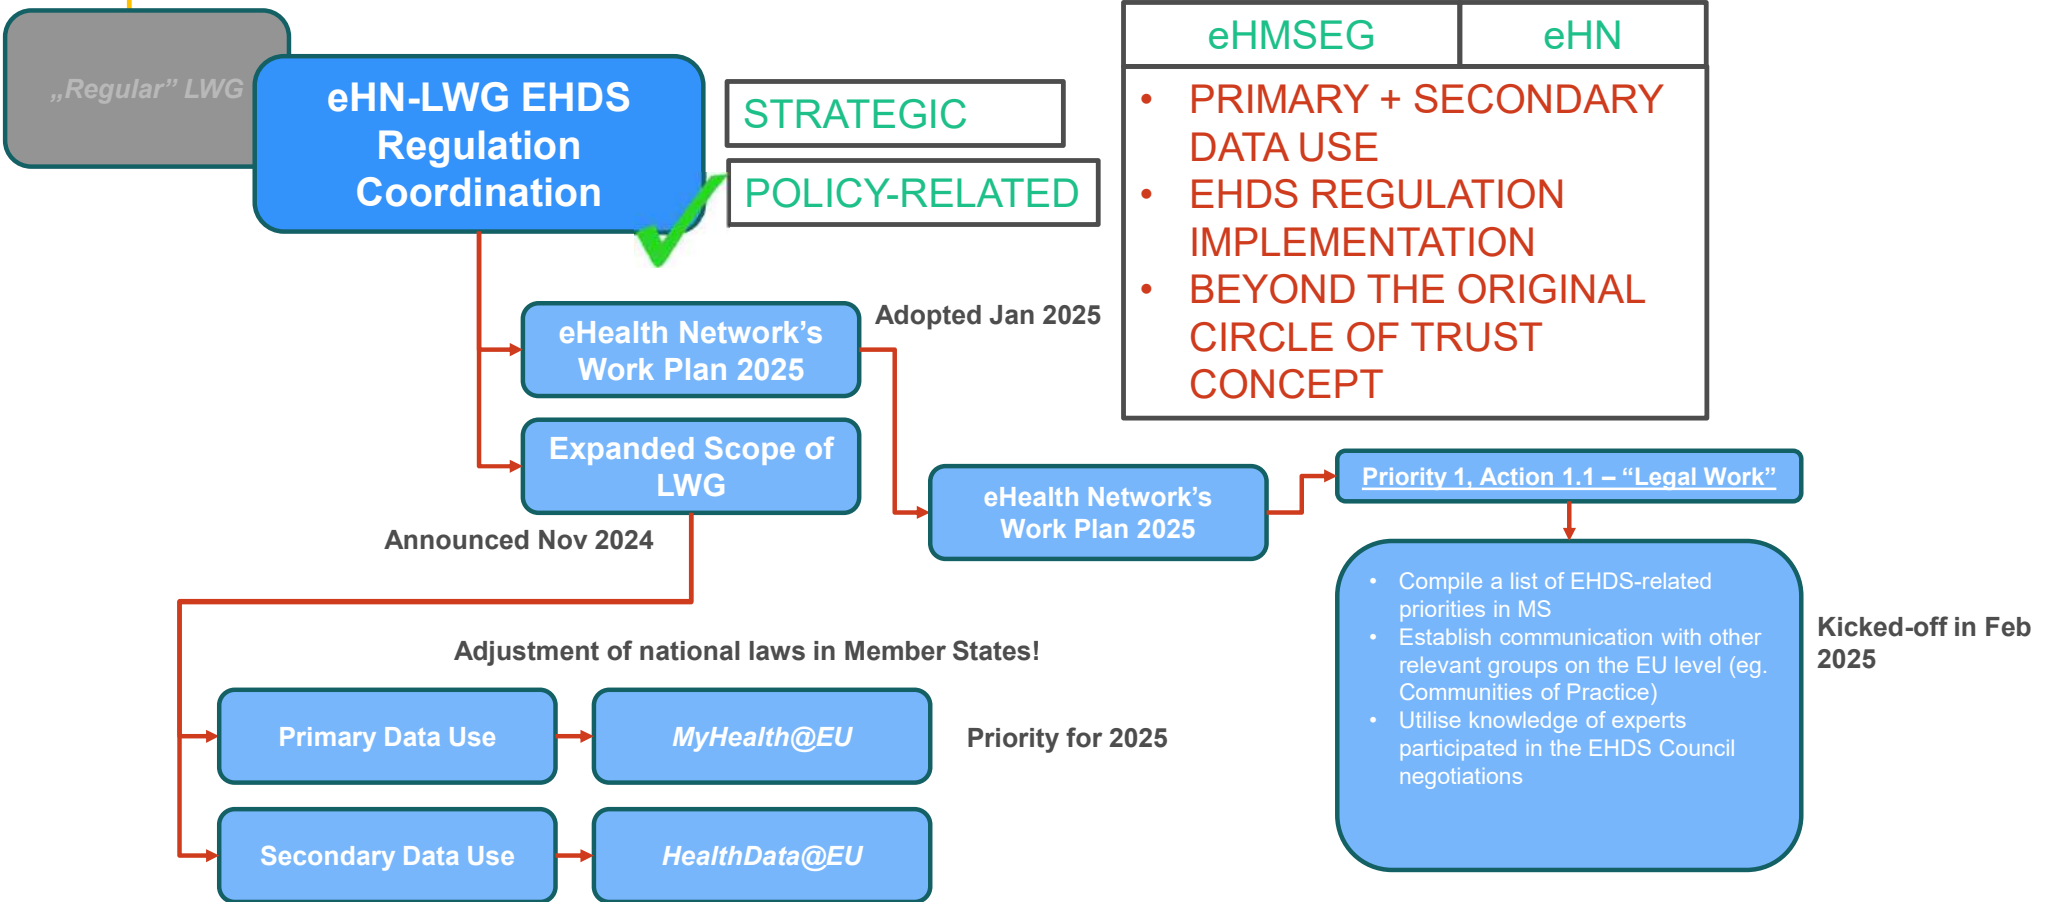 „Regular” LWG
eHN-LWG EHDS
Regulation
Coordination
STRATEGIC
POLICY-RELATED
eHMSEG
eHN
• PRIMARY + SECONDARY
DATA USE
• EHDS REGULATION
IMPLEMENTATION
• BEYOND THE ORIGINAL
CIRCLE OF TRUST
CONCEPT
eHealth Network’s
Work Plan 2025
Adopted Jan 2025
Expanded Scope of
LWG
Announced Nov 2024
eHealth Network’s
Work Plan 2025
Priority 1, Action 1.1 – “Legal Work”
• Compile a list of EHDS-related
priorities in MS
• Establish communication with other
relevant groups on the EU level (eg.
Communities of Practice)
• Utilise knowledge of experts
participated in the EHDS Council
negotiations
Kicked-off in Feb
2025
Adjustment of national laws in Member States!
Primary Data Use
MyHealth@EU
Priority for 2025
Secondary Data Use
HealthData@EU